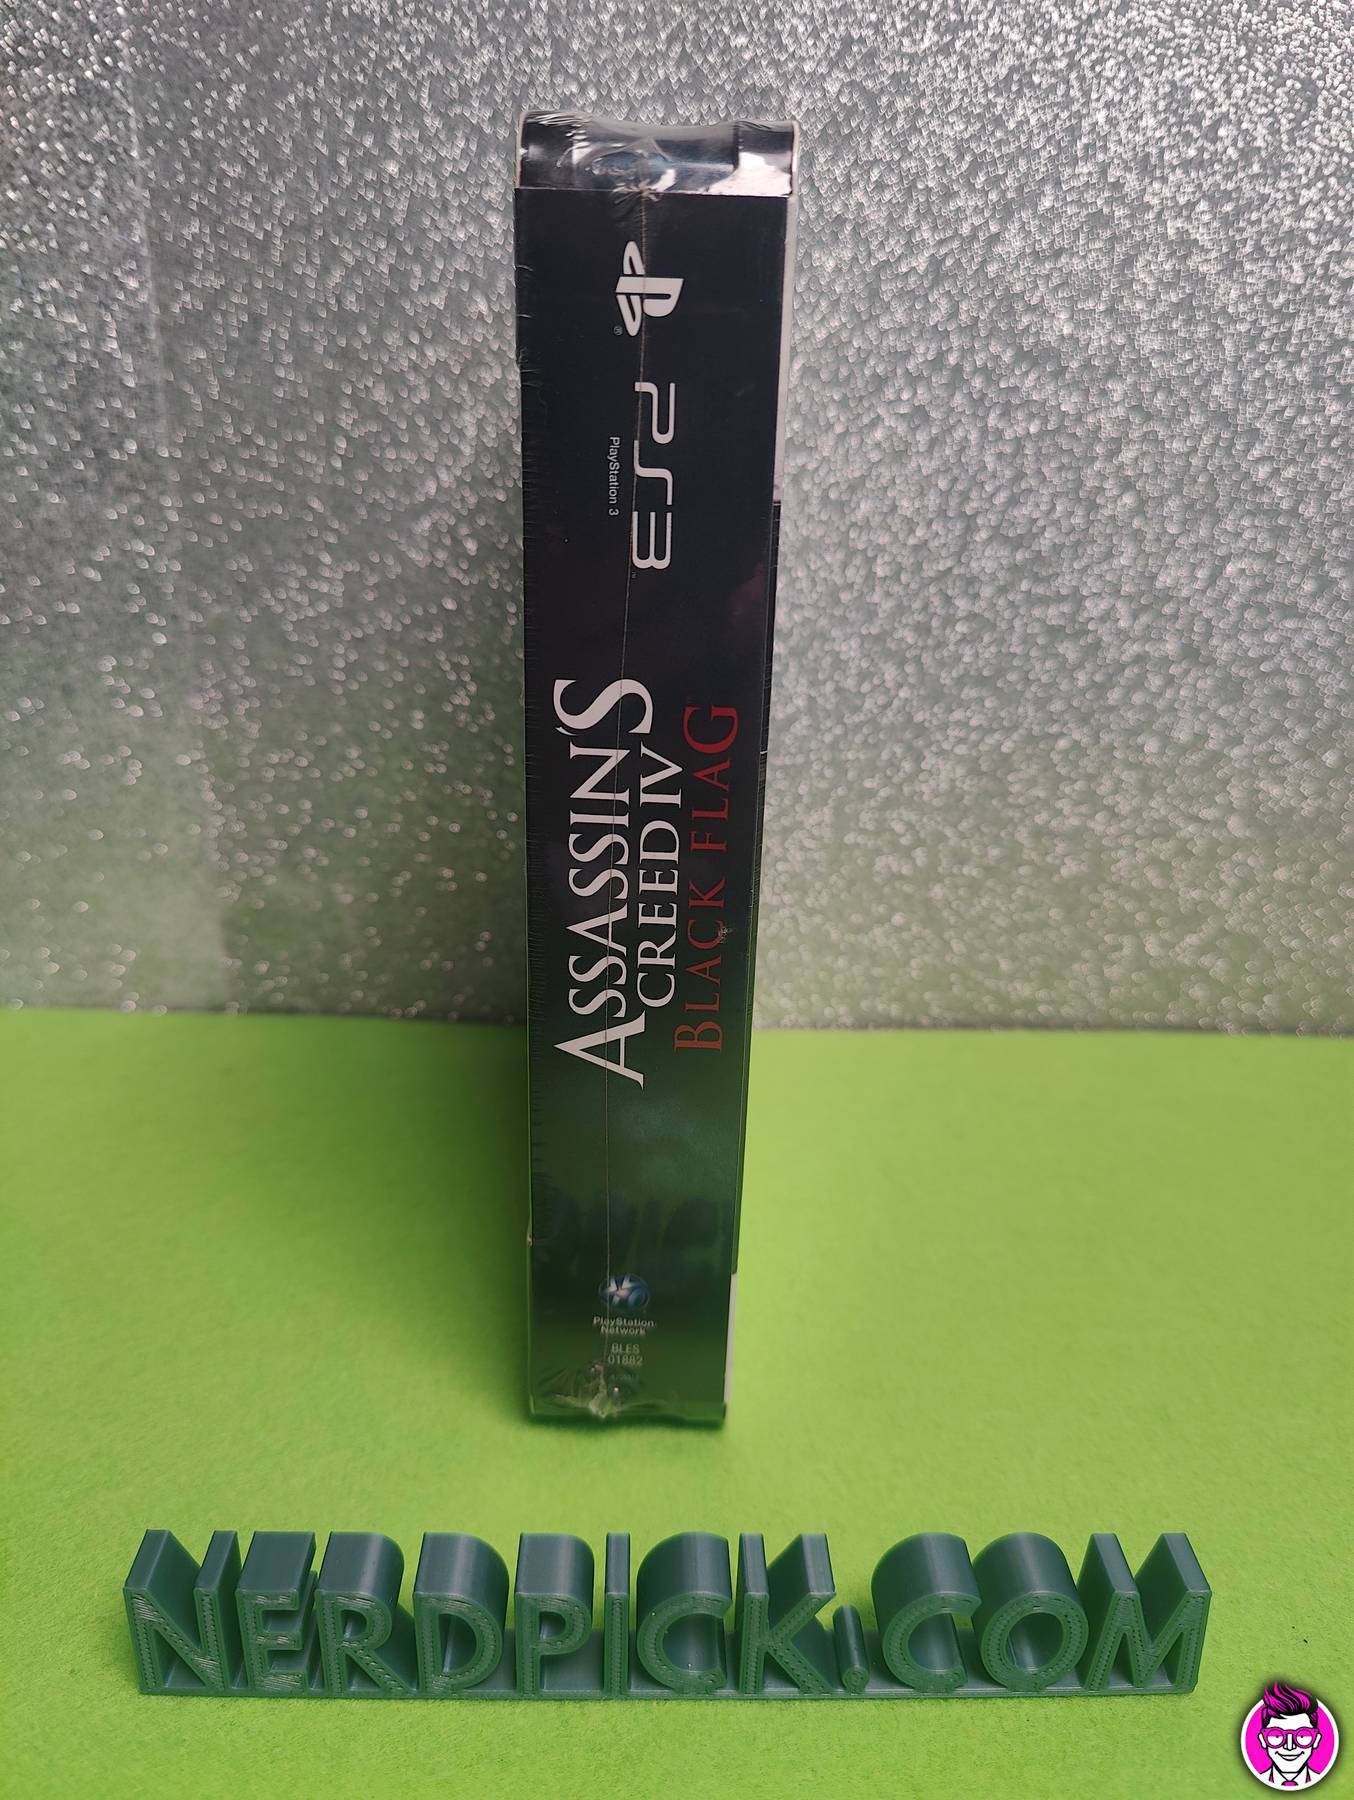 PS3
PlayStation 3
ASSASSIN'S
CREED IV
BLACK FLAG
PlayStation
Network
BLES
01882
NERDPICK.COM